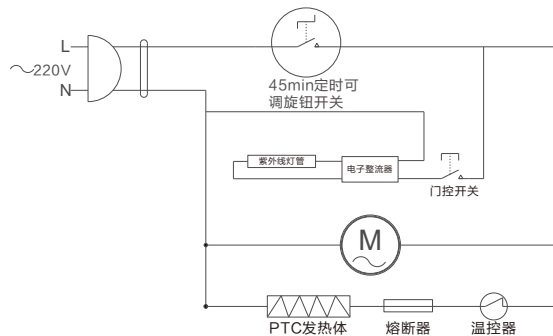 L
～220V
N
45min定时可
调旋钮开关
紫外线灯管
电子整流器
门控开关
M
PTC发热体
熔断器
温控器